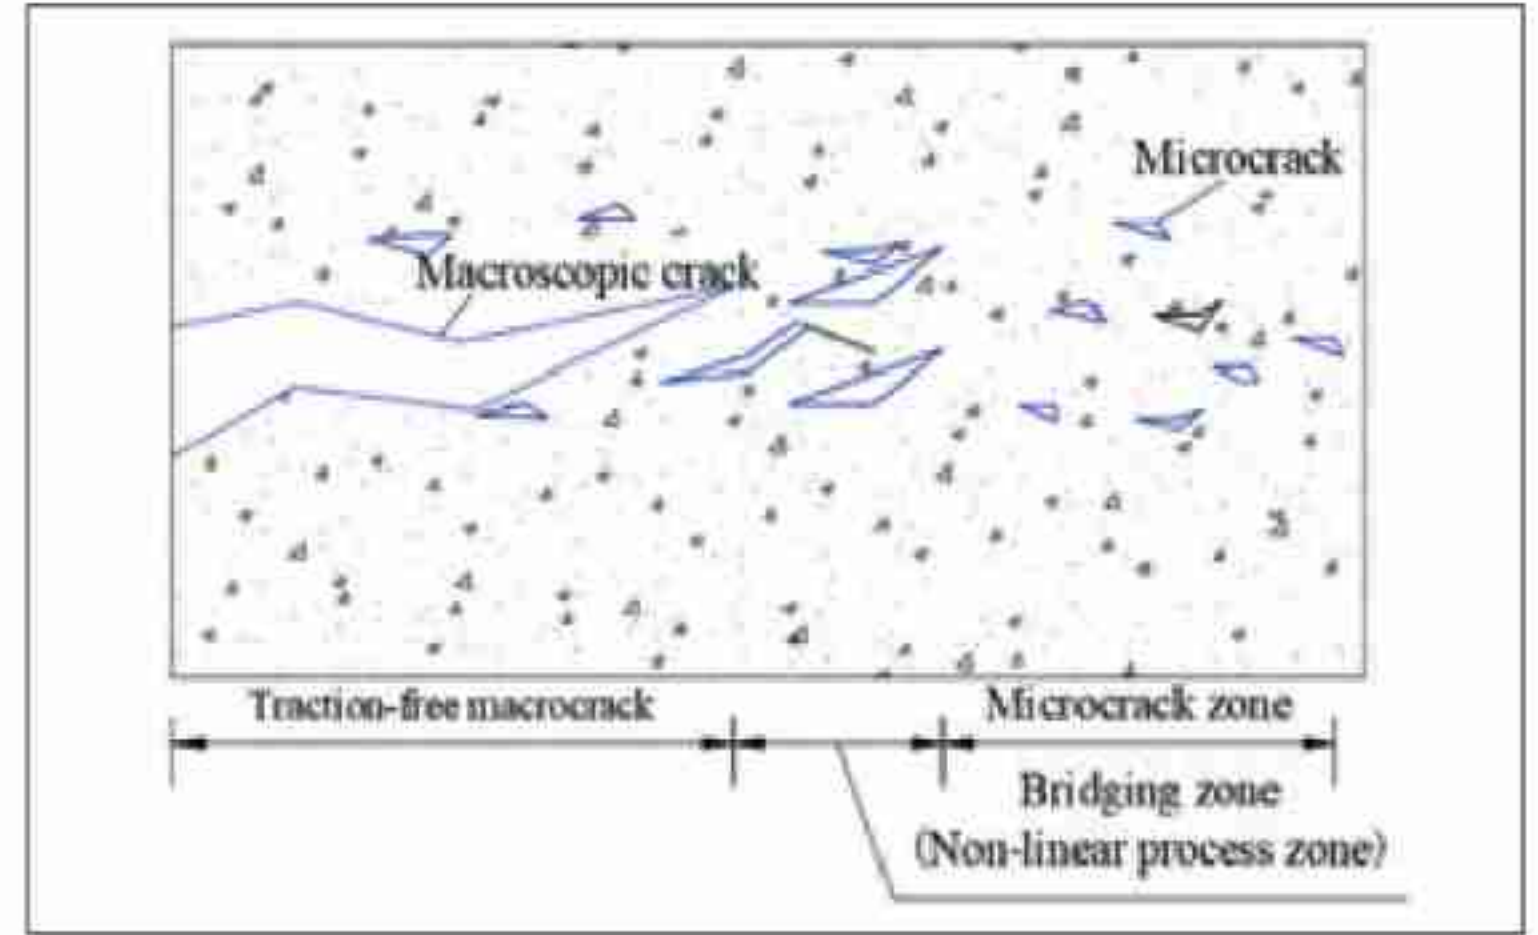 Microcrack
Macroscopic crack
Traction-free macrocrack
Microcrack zone
Bridging zone
(Non-linear process zone)